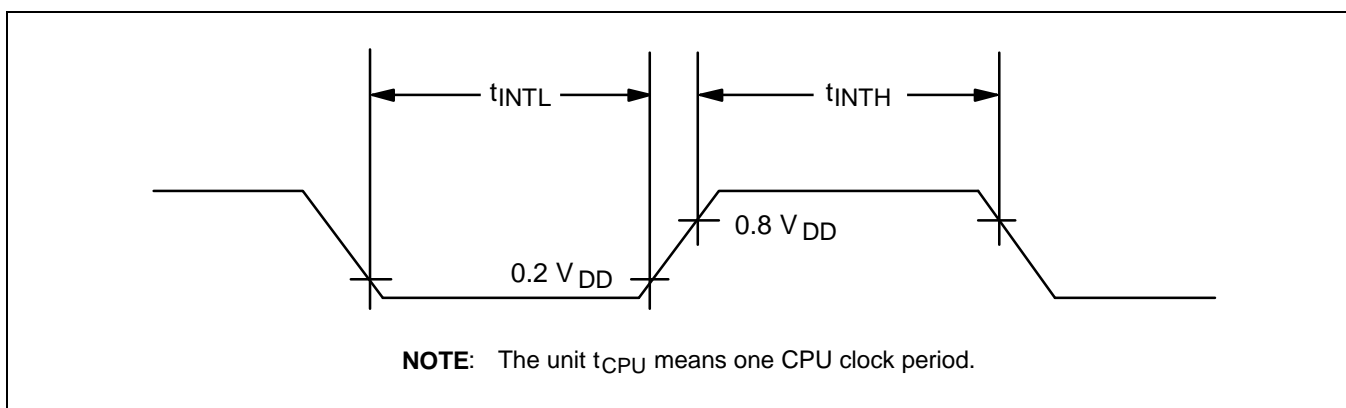 tINTL
tINTH
0.8 VDD
0.2 VDD
NOTE: The unit tCPU means one CPU clock period.